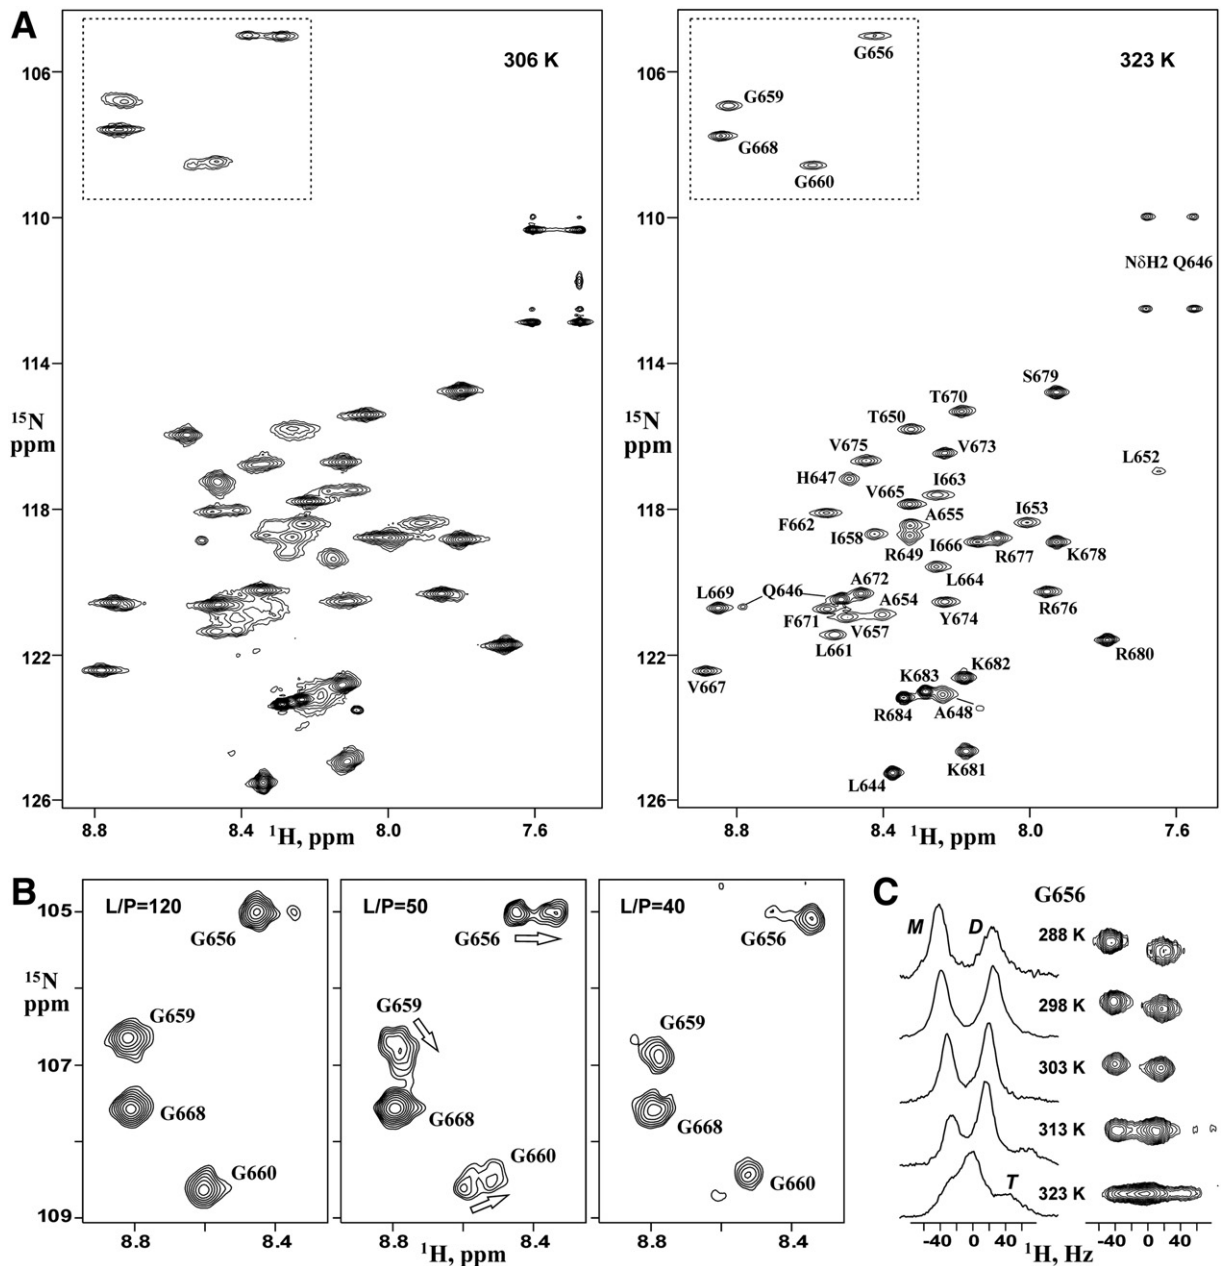 A
306 K
106
110
114
15N
ppm
118
122
126
8.8
8.4
8.0
7.6
1H, ppm
323 K
G656
106
G659
G668
G660
110
NδH2 Q646
114
S679
T670
15N
ppm
T650
V675
V673
L652
H647
I663
V665
118
A655
I653
F662
I658
R649
I666
R677
K678
L664
A672
Q646
A654
L669
R676
F671
V657
Y674
L661
122
R680
K683
K682
V667
R684
A648
K681
L644
126
8.8
8.4
8.0
7.6
1H, ppm
B
L/P=120
105
G656
15N
ppm
G659
107
G668
G660
109
8.8
8.4
L/P=50
G656
G659
G668
G660
8.8
8.4
1H, ppm
L/P=40
G656
G659
G668
G660
8.8
8.4
C
G656
M
D
288 K
298 K
303 K
313 K
T
323 K
-40
0
40
-40
0
40
1H, Hz